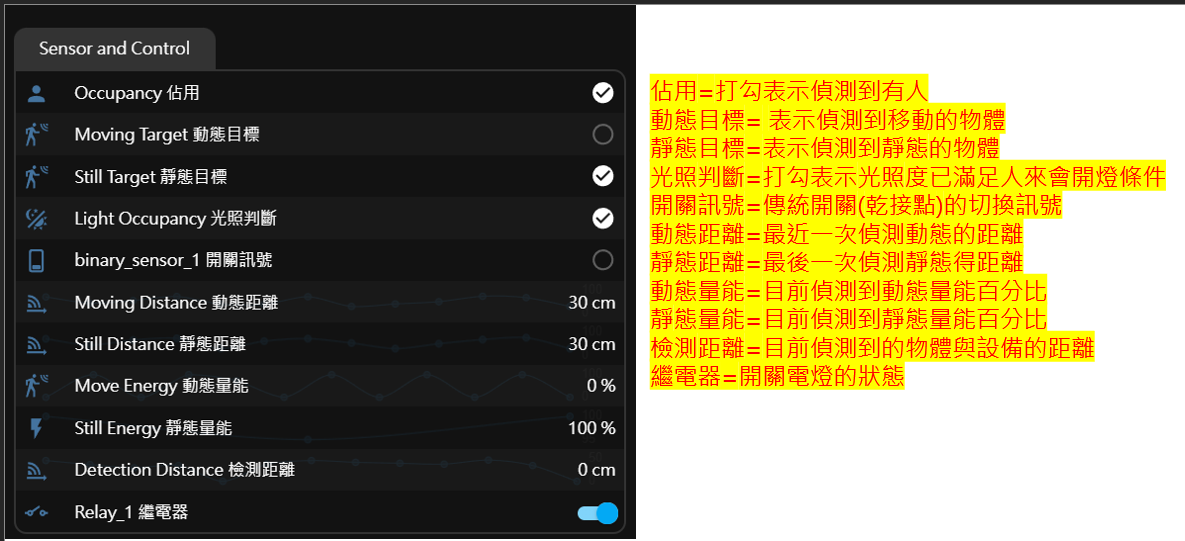 Sensor and Control
Occupancy 佔用
Moving Target 動態目標
Still Target 靜態目標
Light Occupancy 光照判斷
binary_sensor_1 開關訊號
Moving Distance 動態距離 30 cm
Still Distance 靜態距離 30 cm
Move Energy 動態量能 0 %
Still Energy 靜態量能 100 %
Detection Distance 檢測距離 0 cm
Relay_1 繼電器
佔用=打勾表示偵測到有人
動態目標= 表示偵測到移動的物體
靜態目標=表示偵測到靜態的物體
光照判斷=打勾表示光照度已滿足人來會開燈條件
開關訊號=傳統開關(乾接點)的切換訊號
動態距離=最近一次偵測動態的距離
靜態距離=最後一次偵測靜態得距離
動態量能=目前偵測到動態量能百分比
靜態量能=目前偵測到靜態量能百分比
檢測距離=目前偵測到的物體與設備的距離
繼電器=開關電燈的狀態